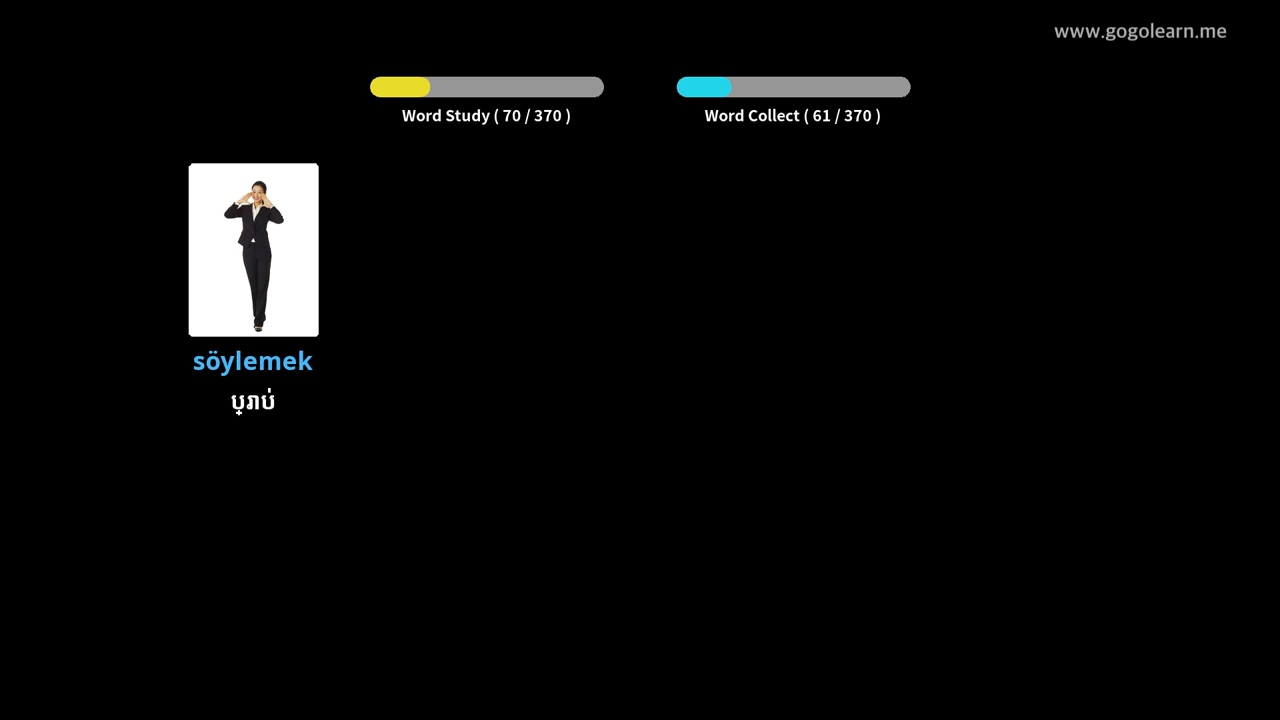 www.gogolearn.me
Word Study ( 70 / 370 )
Word Collect ( 61 / 370 )
söylemek
ប្រាប់